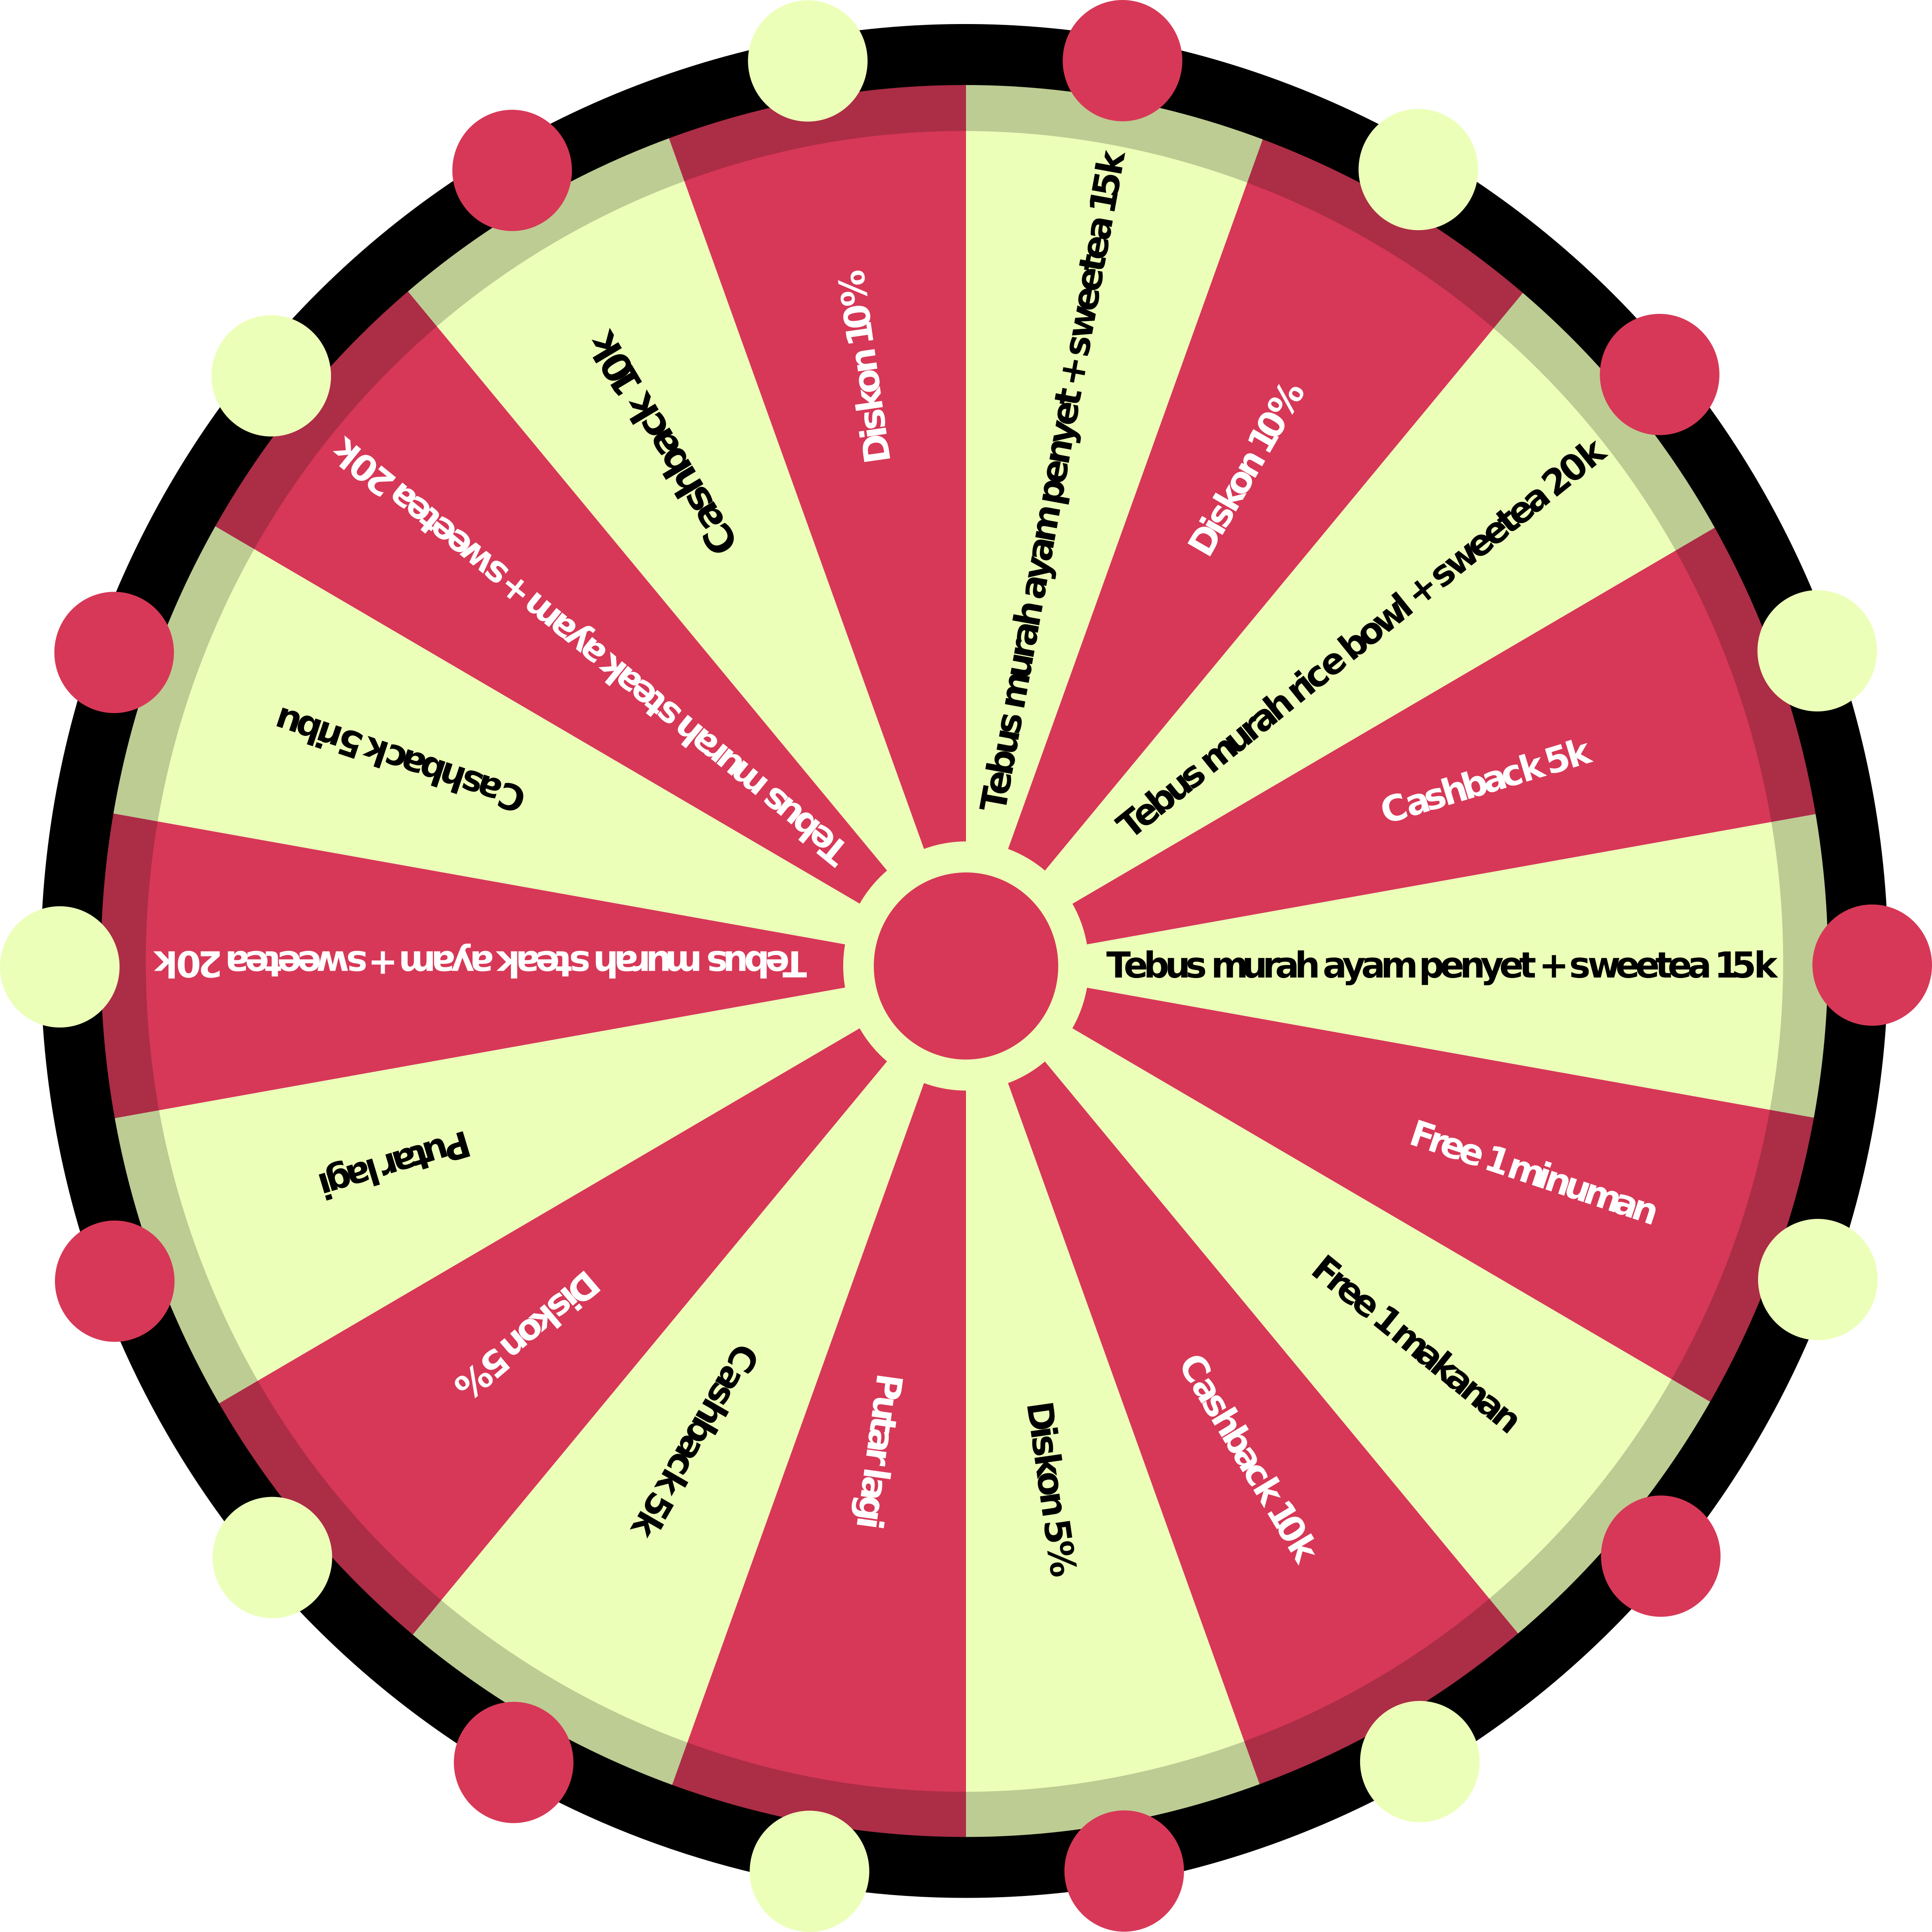 Tebus murah ayam penyet + sweetea 15k
Diskon 10%
Tebus murah rice bowl + sweetea 20k
Cashback 5k
Tebus murah ayam penyet + sweetea 15k
Free 1 minuman
Free 1 makanan
Cashback 10k
Diskon 5%
Putar lagi
Cashback 5k
Diskon 15%
Putar lagi
Tebus murah steak ayam + sweetea 20k
Cashback 5 ribu
Tebus murah steak ayam + sweetea 20k
Cashback 10k
Diskon 10%